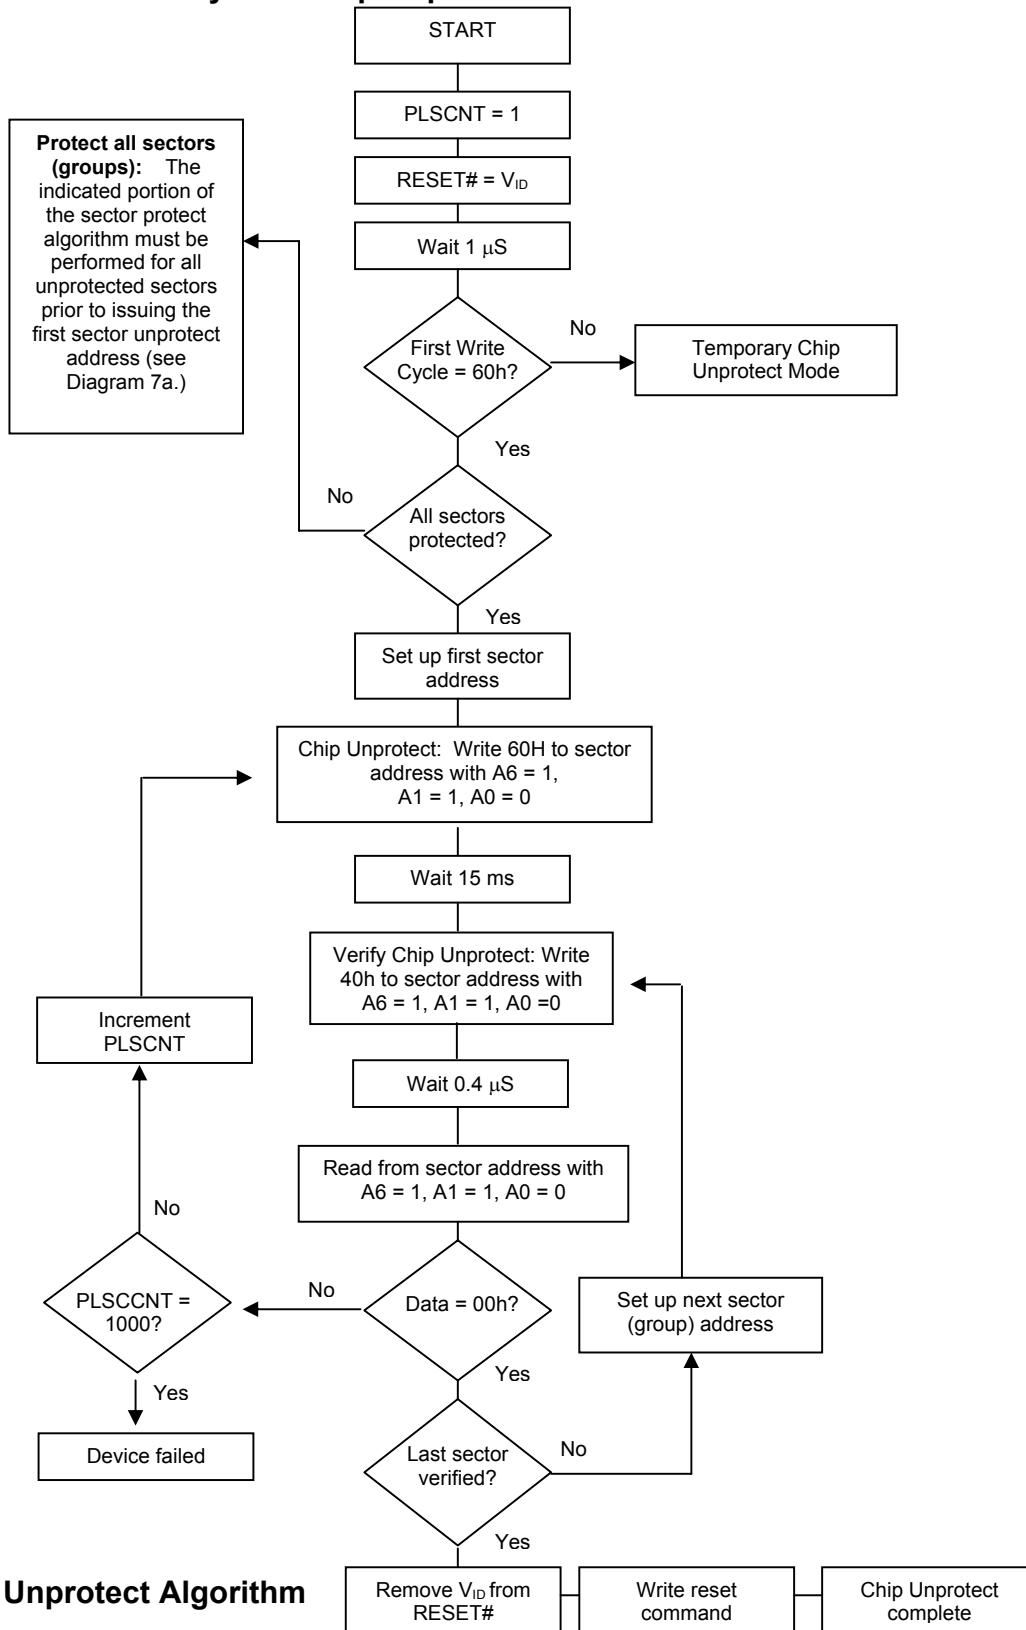 START
PLSCNT = 1
RESET# = VID
Wait 1 μS
Protect all sectors
(groups): The
indicated portion of
the sector protect
algorithm must be
performed for all
unprotected sectors
prior to issuing the
first sector unprotect
address (see
Diagram 7a.)
First Write
Cycle = 60h?
No
Temporary Chip
Unprotect Mode
Yes
All sectors
protected?
No
Yes
Set up first sector
address
Chip Unprotect: Write 60H to sector
address with A6 = 1,
A1 = 1, A0 = 0
Wait 15 ms
Verify Chip Unprotect: Write
40h to sector address with
A6 = 1, A1 = 1, A0 =0
Increment
PLSCNT
Wait 0.4 μS
Read from sector address with
A6 = 1, A1 = 1, A0 = 0
No
PLSCCNT =
1000?
No
Data = 00h?
Set up next sector
(group) address
Yes
Yes
Device failed
Last sector
verified?
No
Yes
Unprotect Algorithm
Remove VID from
RESET#
Write reset
command
Chip Unprotect
complete